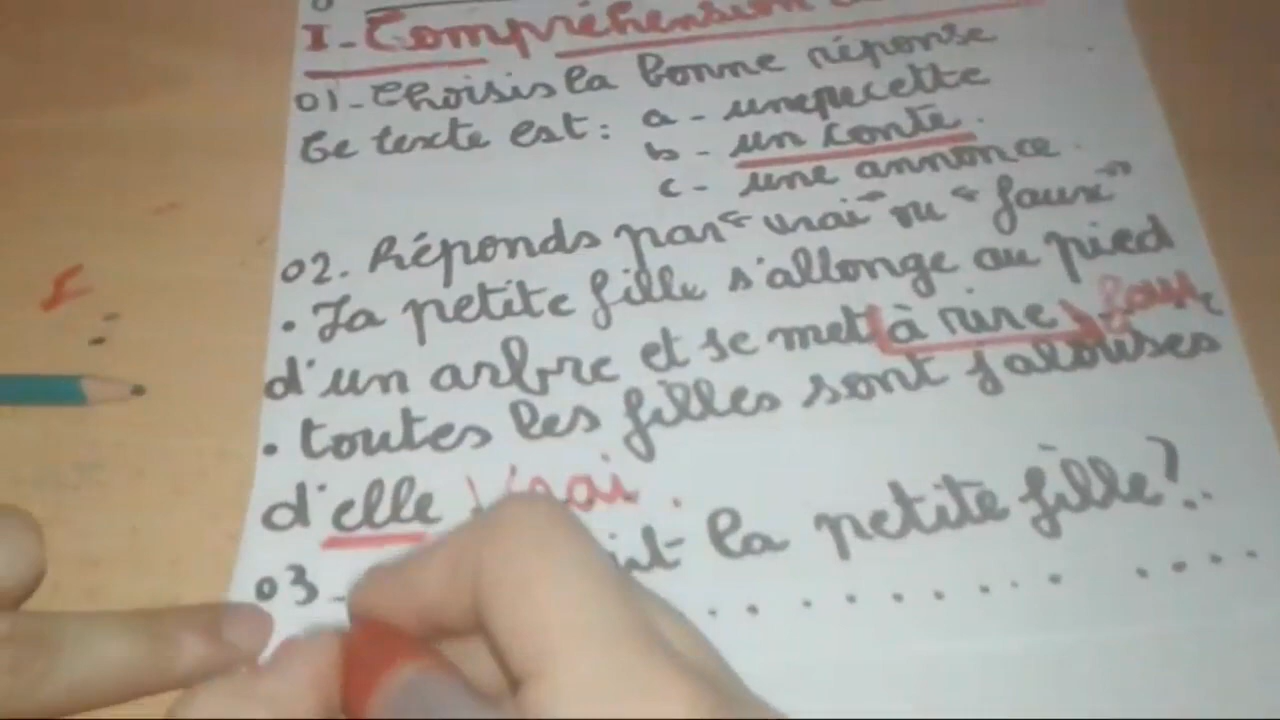 I-Compréhension
01-Choisis la bonne réponse
Le texte est: a-une recette
b-un conte.
c-une annonce.
02. Réponds par "vrai" ou "faux"
. La petite fille s'allonge au pied
d'un arbre et se met à rire faux
. toutes les filles sont jalouses
d'elle Vrai.
03- la petite fille?